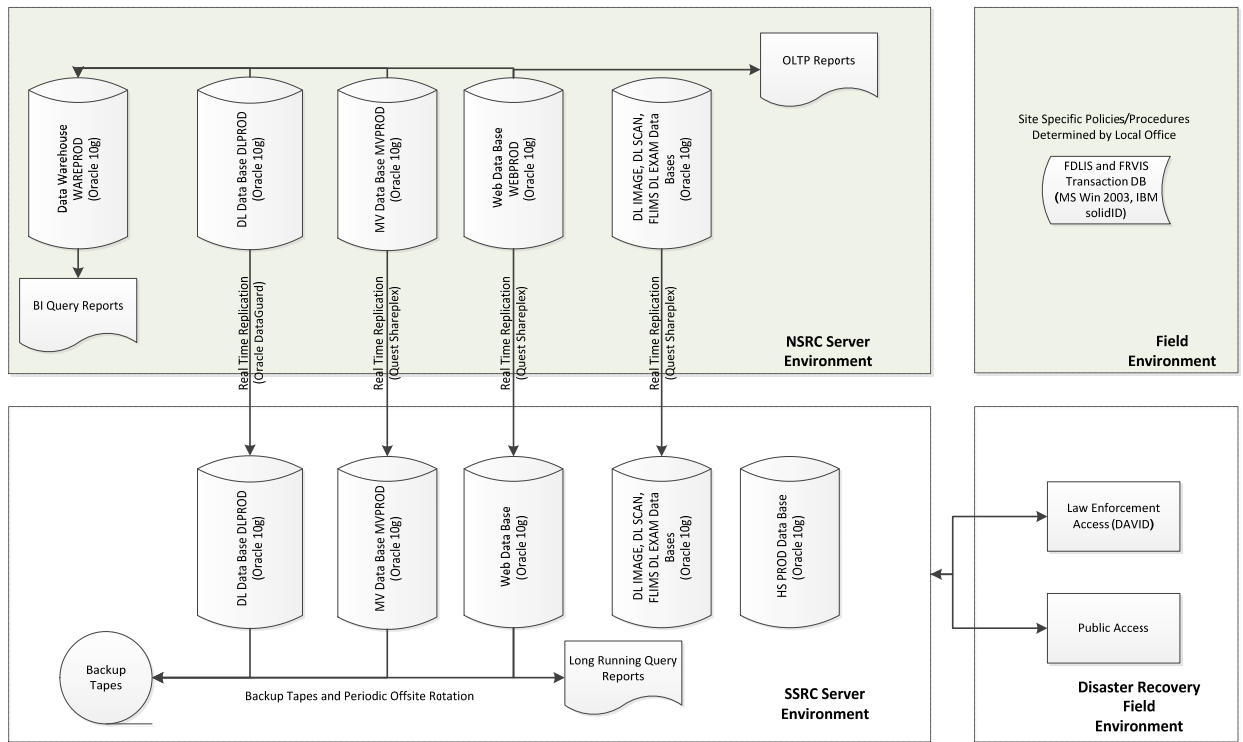 OLTP Reports
Data Warehouse
WAREPROD
(Oracle 10g)
DL Data Base DLPROD
(Oracle 10g)
MV Data Base MVPROD
(Oracle 10g)
Web Data Base
WEBPROD
(Oracle 10g)
DL IMAGE, DL SCAN,
FLIMS DL EXAM Data
Bases
(Oracle 10g)
BI Query Reports
Real Time Replication
(Oracle DataGuard)
Real Time Replication
(Quest Shareplex)
Real Time Replication
(Quest Shareplex)
Real Time Replication
(Quest Shareplex)
NSRC Server
Environment
Site Specific Policies/Procedures
Determined by Local Office
FDLIS and FRVIS
Transaction DB
(MS Win 2003, IBM
solidID)
Field
Environment
DL Data Base DLPROD
(Oracle 10g)
MV Data Base MVPROD
(Oracle 10g)
Web Data Base
(Oracle 10g)
DL IMAGE, DL SCAN,
FLIMS DL EXAM Data
Bases
(Oracle 10g)
HS PROD Data Base
(Oracle 10g)
Backup
Tapes
Backup Tapes and Periodic Offsite Rotation
Long Running Query
Reports
SSRC Server
Environment
Law Enforcement
Access (DAVID)
Public Access
Disaster Recovery
Field
Environment